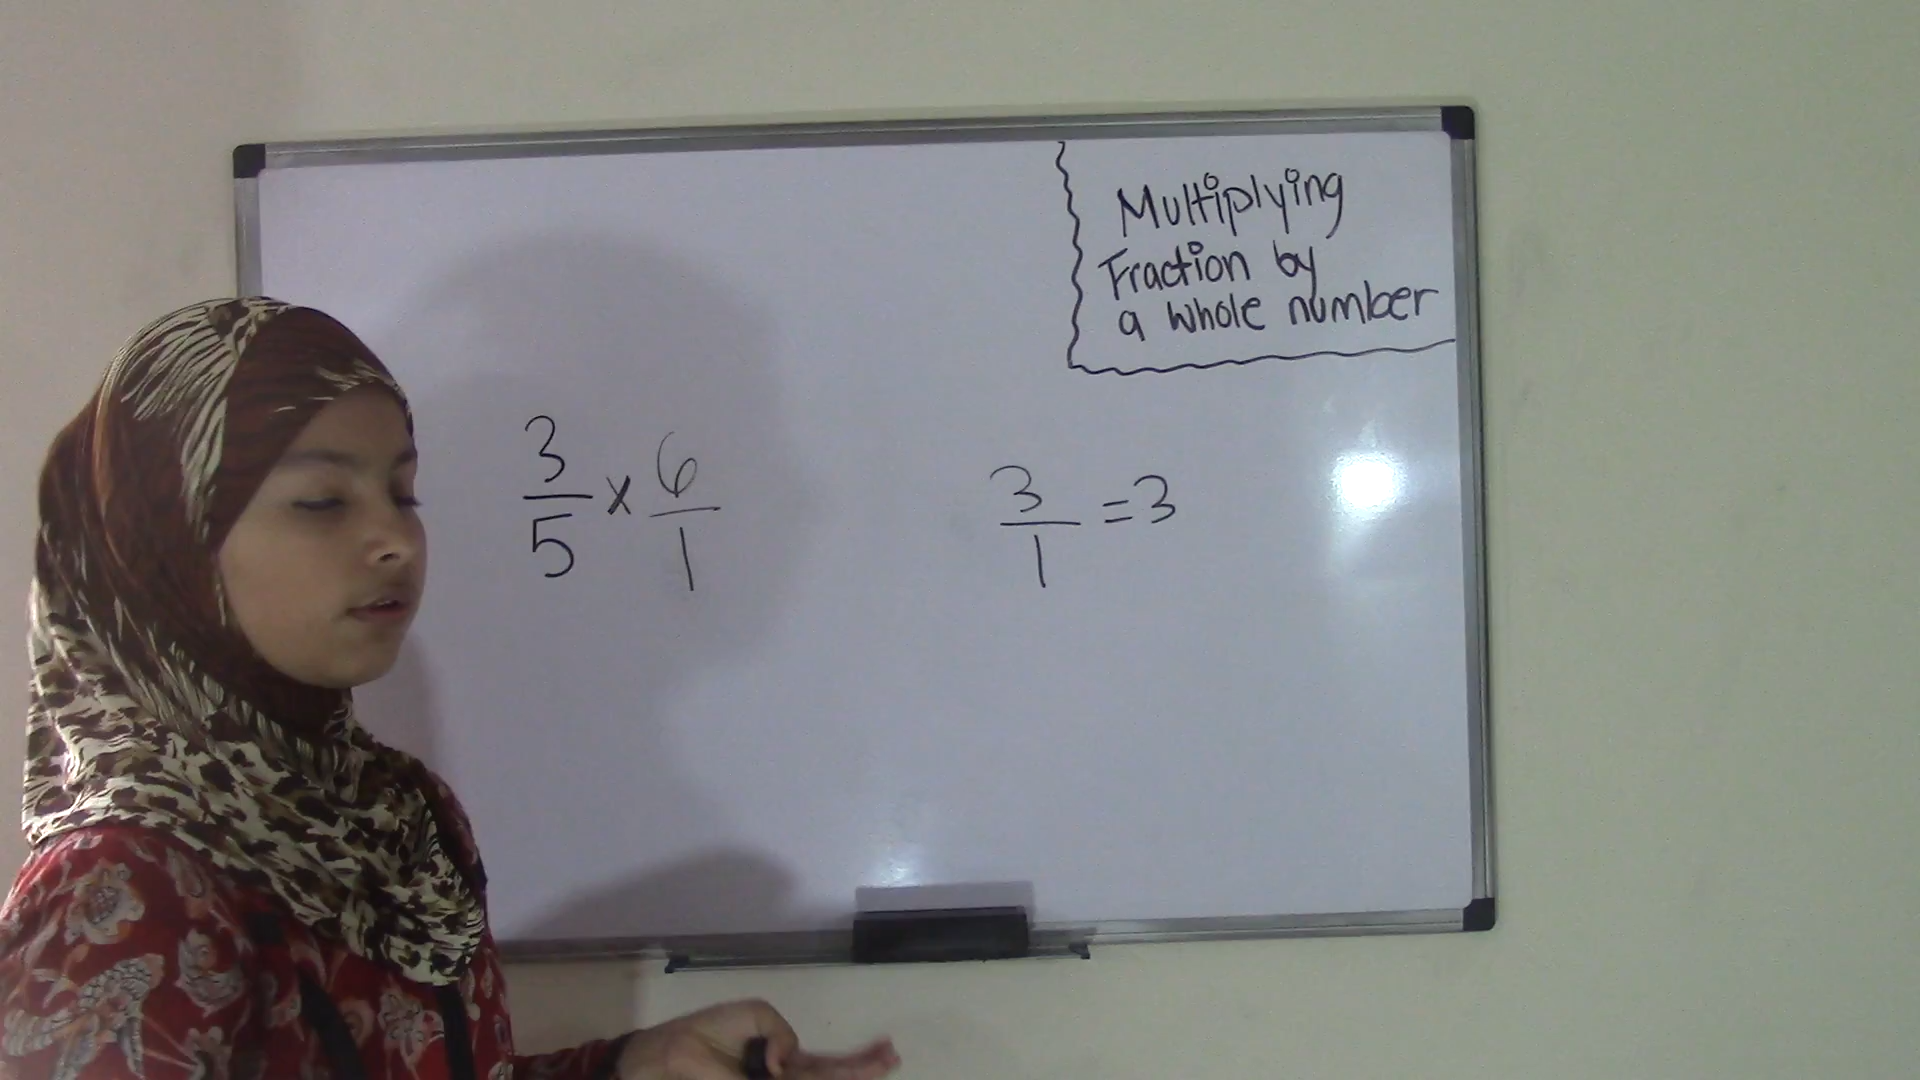 Multiplying
Fraction by
a whole number
3/5 x 6/1
3/1 = 3